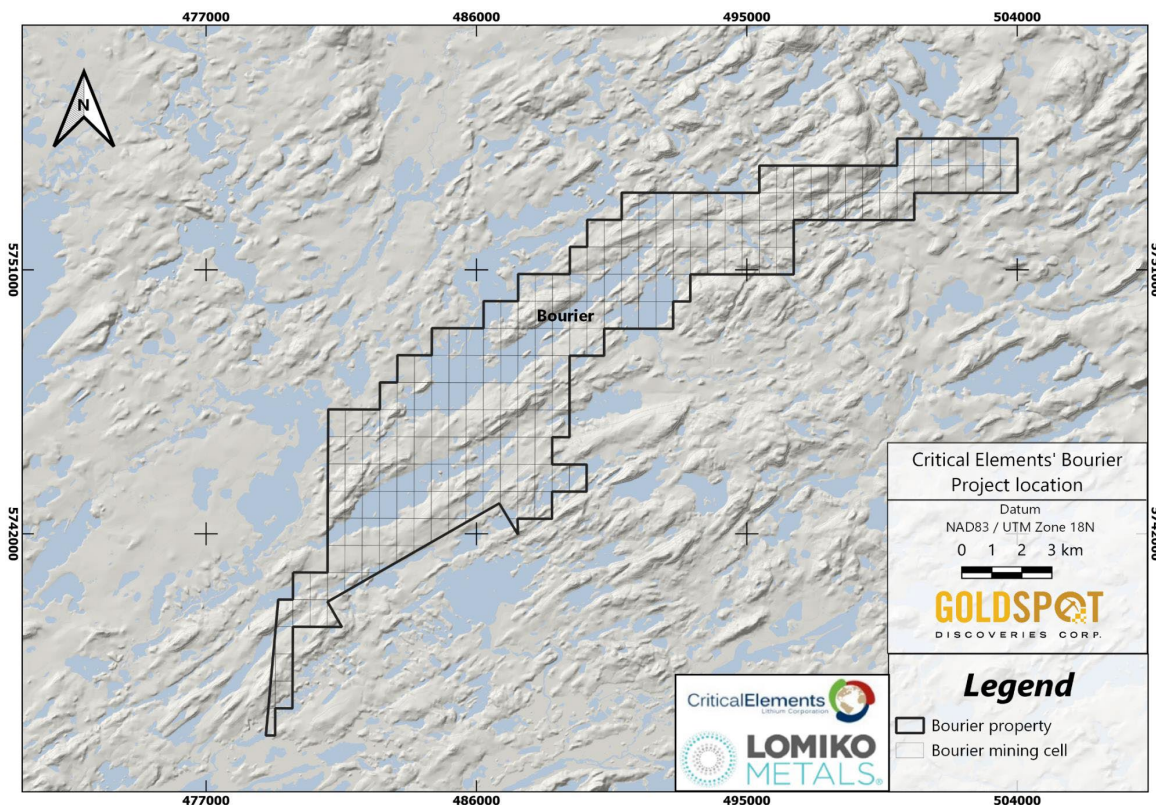 477000
486000
495000
504000
N
5751000
5751000
Bourier
5742000
5742000
Critical Elements' Bourier
Project location
Datum
NAD83 / UTM Zone 18N
0 1 2 3 km
GOLDSPOT
DISCOVERIES CORP.
Legend
Bourier property
Bourier mining cell
CriticalElements
Lithium Corporation
LOMIKO
METALS®
477000
486000
495000
504000